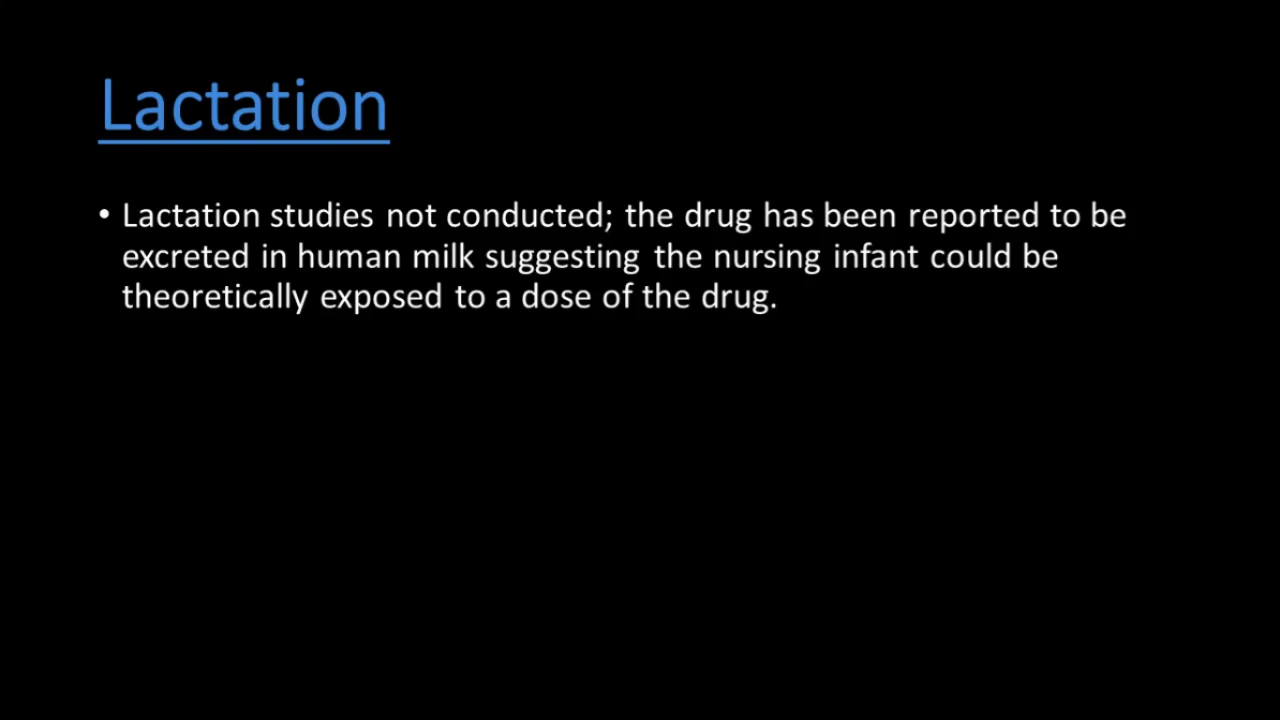 Lactation
• Lactation studies not conducted; the drug has been reported to be
excreted in human milk suggesting the nursing infant could be
theoretically exposed to a dose of the drug.